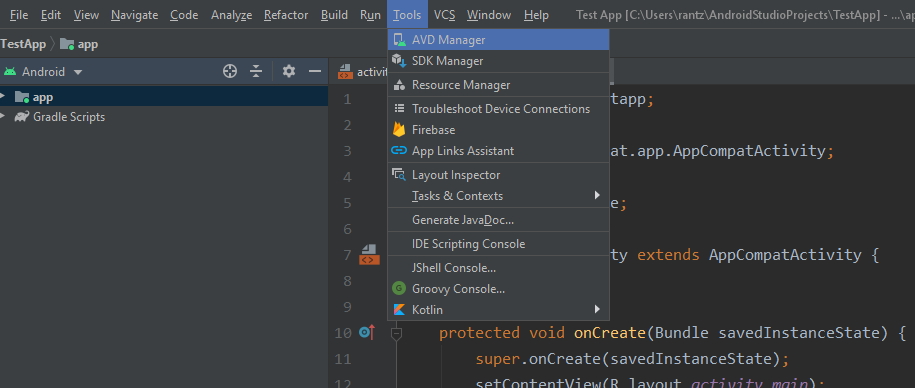 File Edit View Navigate Code Analyze Refactor Build Run Tools VCS Window Help Test App [C:\Users\rantz\AndroidStudioProjects\TestApp] - ...\ap
TestApp app
Android
app
Gradle Scripts
activit
AVD Manager
SDK Manager
Resource Manager
Troubleshoot Device Connections
Firebase
App Links Assistant
Layout Inspector
Tasks & Contexts
Generate JavaDoc...
IDE Scripting Console
JShell Console...
Groovy Console...
Kotlin
1 tapp;
2
3 at.app.AppCompatActivity;
4
5 e;
6
7 ty extends AppCompatActivity {
8
9
10 protected void onCreate(Bundle savedInstanceState) {
11 super.onCreate(savedInstanceState);
12 setContentView(R.layout.activity_main);